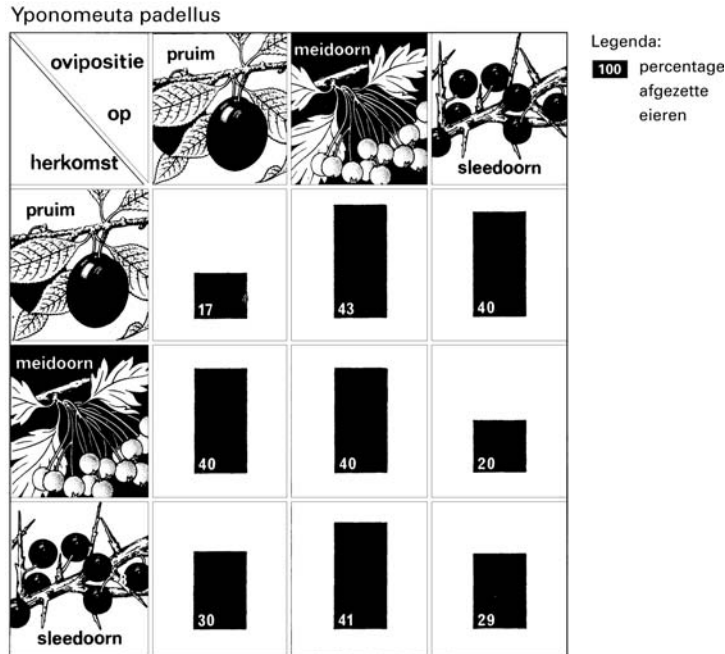 Yponomeuta padellus
ovipositie
op
herkomst
pruim
meidoorn
sleedoorn
Legenda:
100 percentage
afgezette
eieren
pruim
17
43
40
meidoorn
40
40
20
sleedoorn
30
41
29